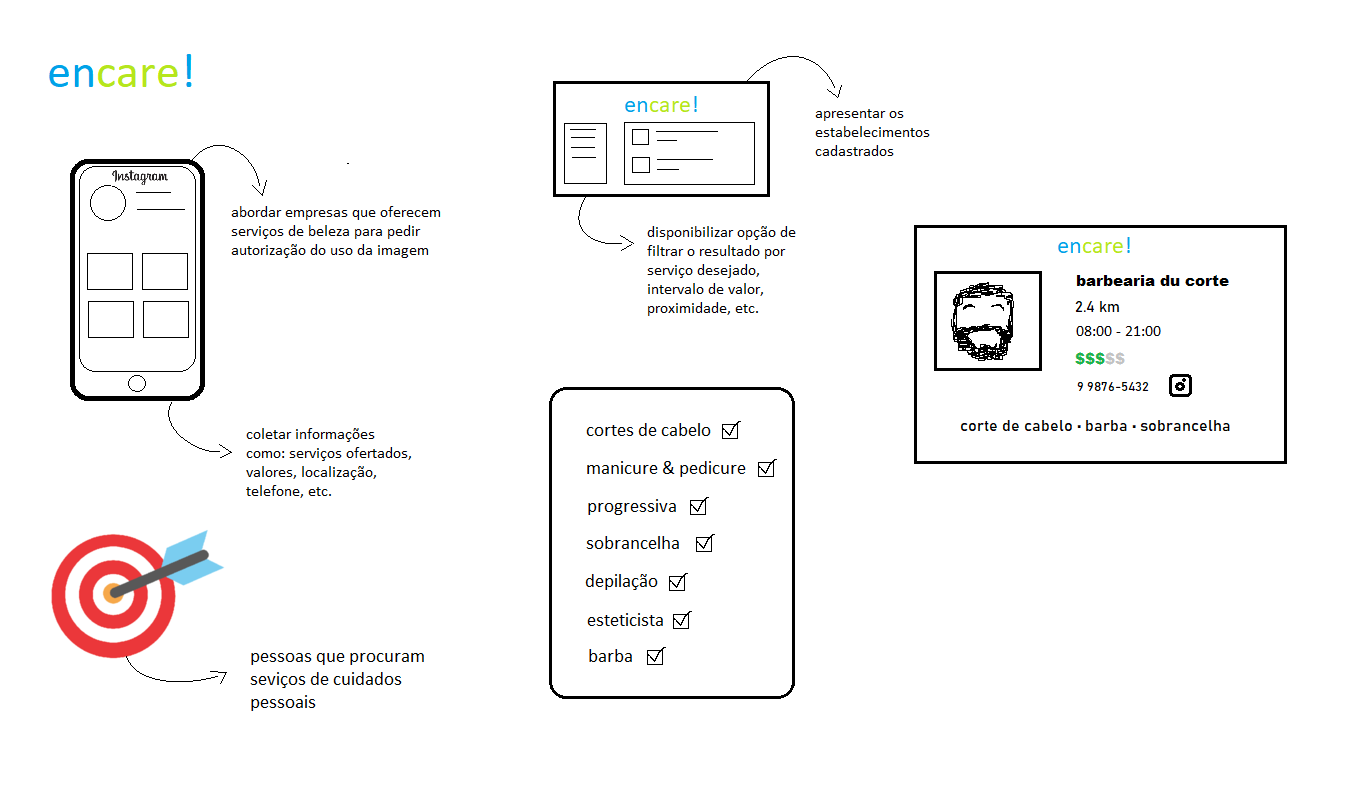 encare!
Instagram
abordar empresas que oferecem
serviços de beleza para pedir
autorização do uso da imagem
coletar informações
como: serviços ofertados,
valores, localização,
telefone, etc.
pessoas que procuram
seviços de cuidados
pessoais
encare!
apresentar os
estabelecimentos
cadastrados
disponibilizar opção de
filtrar o resultado por
serviço desejado,
intervalo de valor,
proximidade, etc.
cortes de cabelo
manicure & pedicure
progressiva
sobrancelha
depilação
esteticista
barba
encare!
barbearia du corte
2.4 km
08:00 - 21:00
$$$$$
9 9876-5432
corte de cabelo · barba · sobrancelha